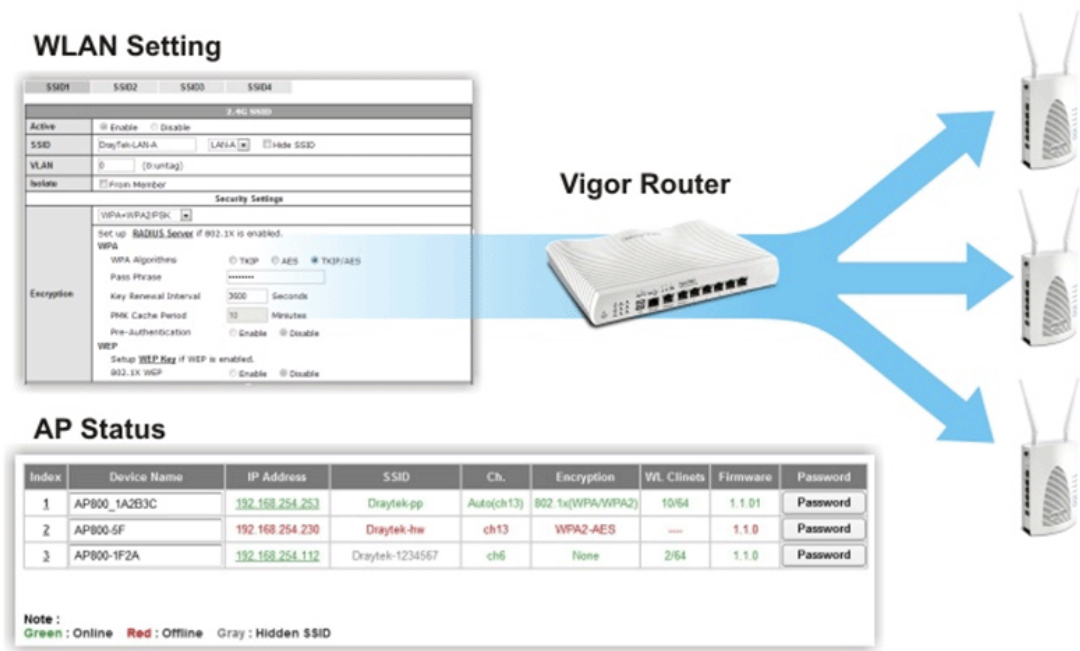 WLAN Setting
SSID1 SSID2 SSID3 SSID4
2.4G SSID
Active Enable Disable
SSID DrayTek-LAN-A LAN-A Hide SSID
VLAN 0 (0:untag)
Isolate From Member
Security Settings
WPA+WPA2/PSK
Set up RADIUS Server if 802.1X is enabled.
WPA
WPA Algorithms TKIP AES TKIP/AES
Pass Phrase ••••••••
Key Renewal Interval 3600 Seconds
Encryption
PMK Cache Period 10 Minutes
Pre-Authentication Enable Disable
WEP
Setup WEP Key if WEP is enabled.
802.1X WEP Enable Disable
Vigor Router
AP Status
Index Device Name IP Address SSID Ch. Encryption WL Clinets Firmware Password
1 AP800_1A2B3C 192.168.254.253 Draytek-pp Auto(ch13) 802.1x(WPA/WPA2) 10/64 1.1.01 Password
2 AP800-5F 192.168.254.230 Draytek-hw ch13 WPA2-AES ---- 1.1.0 Password
3 AP800-1F2A 192.168.254.112 Draytek-1234567 ch6 None 2/64 1.1.0 Password
Note :
Green : Online Red : Offline Gray : Hidden SSID